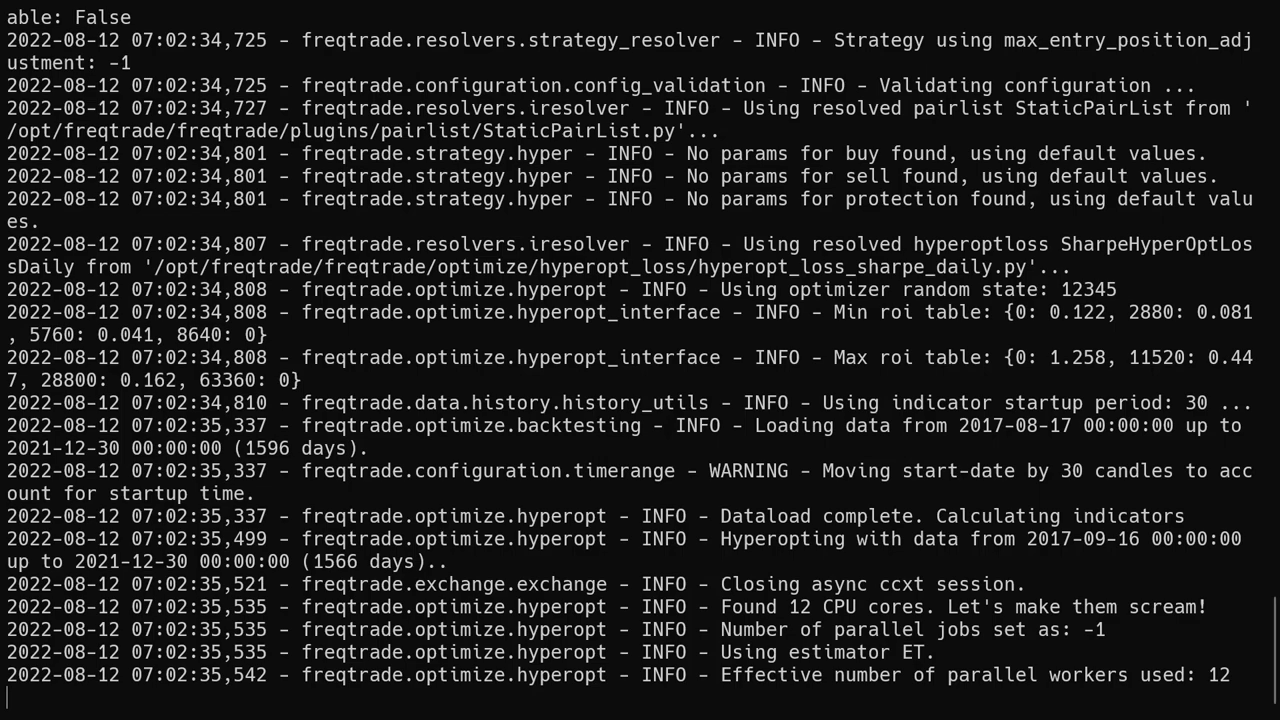 able: False
2022-08-12 07:02:34,725 - freqtrade.resolvers.strategy_resolver - INFO - Strategy using max_entry_position_adj
ustment: -1
2022-08-12 07:02:34,725 - freqtrade.configuration.config_validation - INFO - Validating configuration ...
2022-08-12 07:02:34,727 - freqtrade.resolvers.iresolver - INFO - Using resolved pairlist StaticPairList from '
/opt/freqtrade/freqtrade/plugins/pairlist/StaticPairList.py'...
2022-08-12 07:02:34,801 - freqtrade.strategy.hyper - INFO - No params for buy found, using default values.
2022-08-12 07:02:34,801 - freqtrade.strategy.hyper - INFO - No params for sell found, using default values.
2022-08-12 07:02:34,801 - freqtrade.strategy.hyper - INFO - No params for protection found, using default valu
es.
2022-08-12 07:02:34,807 - freqtrade.resolvers.iresolver - INFO - Using resolved hyperoptloss SharpeHyperOptLos
sDaily from '/opt/freqtrade/freqtrade/optimize/hyperopt_loss/hyperopt_loss_sharpe_daily.py'...
2022-08-12 07:02:34,808 - freqtrade.optimize.hyperopt - INFO - Using optimizer random state: 12345
2022-08-12 07:02:34,808 - freqtrade.optimize.hyperopt_interface - INFO - Min roi table: {0: 0.122, 2880: 0.081
, 5760: 0.041, 8640: 0}
2022-08-12 07:02:34,808 - freqtrade.optimize.hyperopt_interface - INFO - Max roi table: {0: 1.258, 11520: 0.44
7, 28800: 0.162, 63360: 0}
2022-08-12 07:02:34,810 - freqtrade.data.history.history_utils - INFO - Using indicator startup period: 30 ...
2022-08-12 07:02:35,337 - freqtrade.optimize.backtesting - INFO - Loading data from 2017-08-17 00:00:00 up to
2021-12-30 00:00:00 (1596 days).
2022-08-12 07:02:35,337 - freqtrade.configuration.timerange - WARNING - Moving start-date by 30 candles to acc
ount for startup time.
2022-08-12 07:02:35,337 - freqtrade.optimize.hyperopt - INFO - Dataload complete. Calculating indicators
2022-08-12 07:02:35,499 - freqtrade.optimize.hyperopt - INFO - Hyperopting with data from 2017-09-16 00:00:00
up to 2021-12-30 00:00:00 (1566 days)..
2022-08-12 07:02:35,521 - freqtrade.exchange.exchange - INFO - Closing async ccxt session.
2022-08-12 07:02:35,535 - freqtrade.optimize.hyperopt - INFO - Found 12 CPU cores. Let's make them scream!
2022-08-12 07:02:35,535 - freqtrade.optimize.hyperopt - INFO - Number of parallel jobs set as: -1
2022-08-12 07:02:35,535 - freqtrade.optimize.hyperopt - INFO - Using estimator ET.
2022-08-12 07:02:35,542 - freqtrade.optimize.hyperopt - INFO - Effective number of parallel workers used: 12